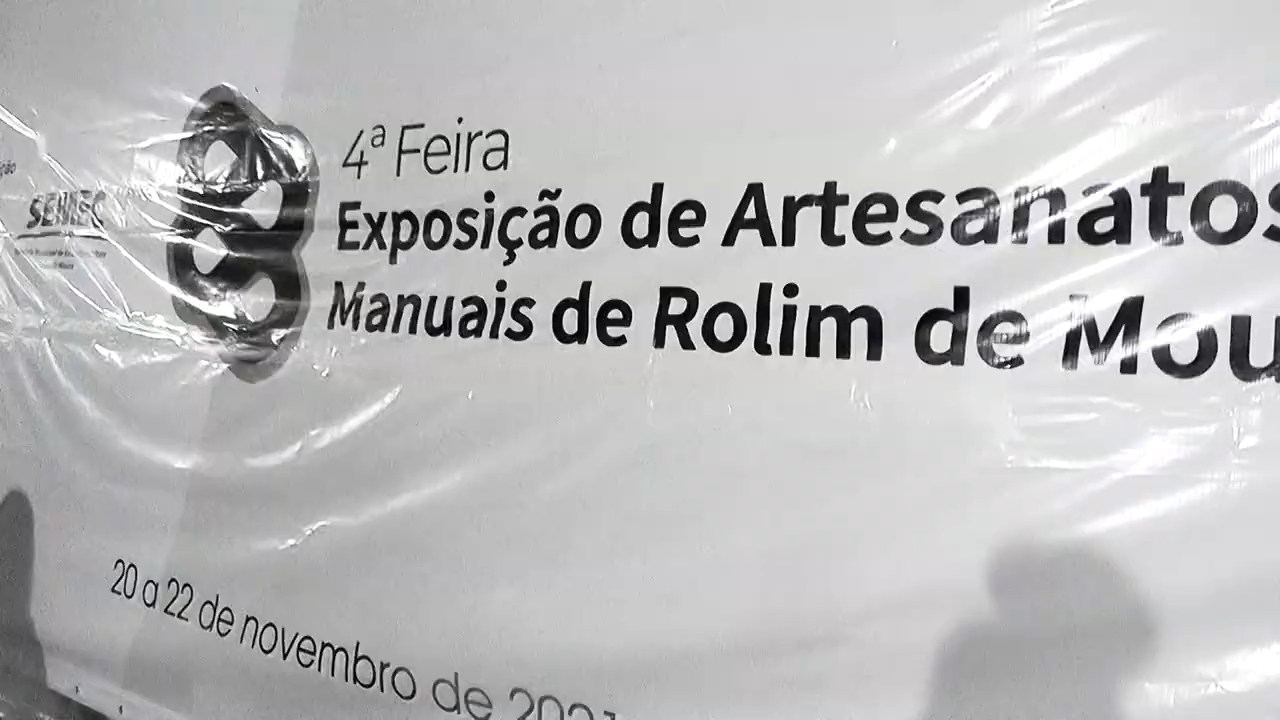 4ª Feira
Exposição de Artesanatos
Manuais de Rolim de Mou
SEMEC
20 a 22 de novembro de